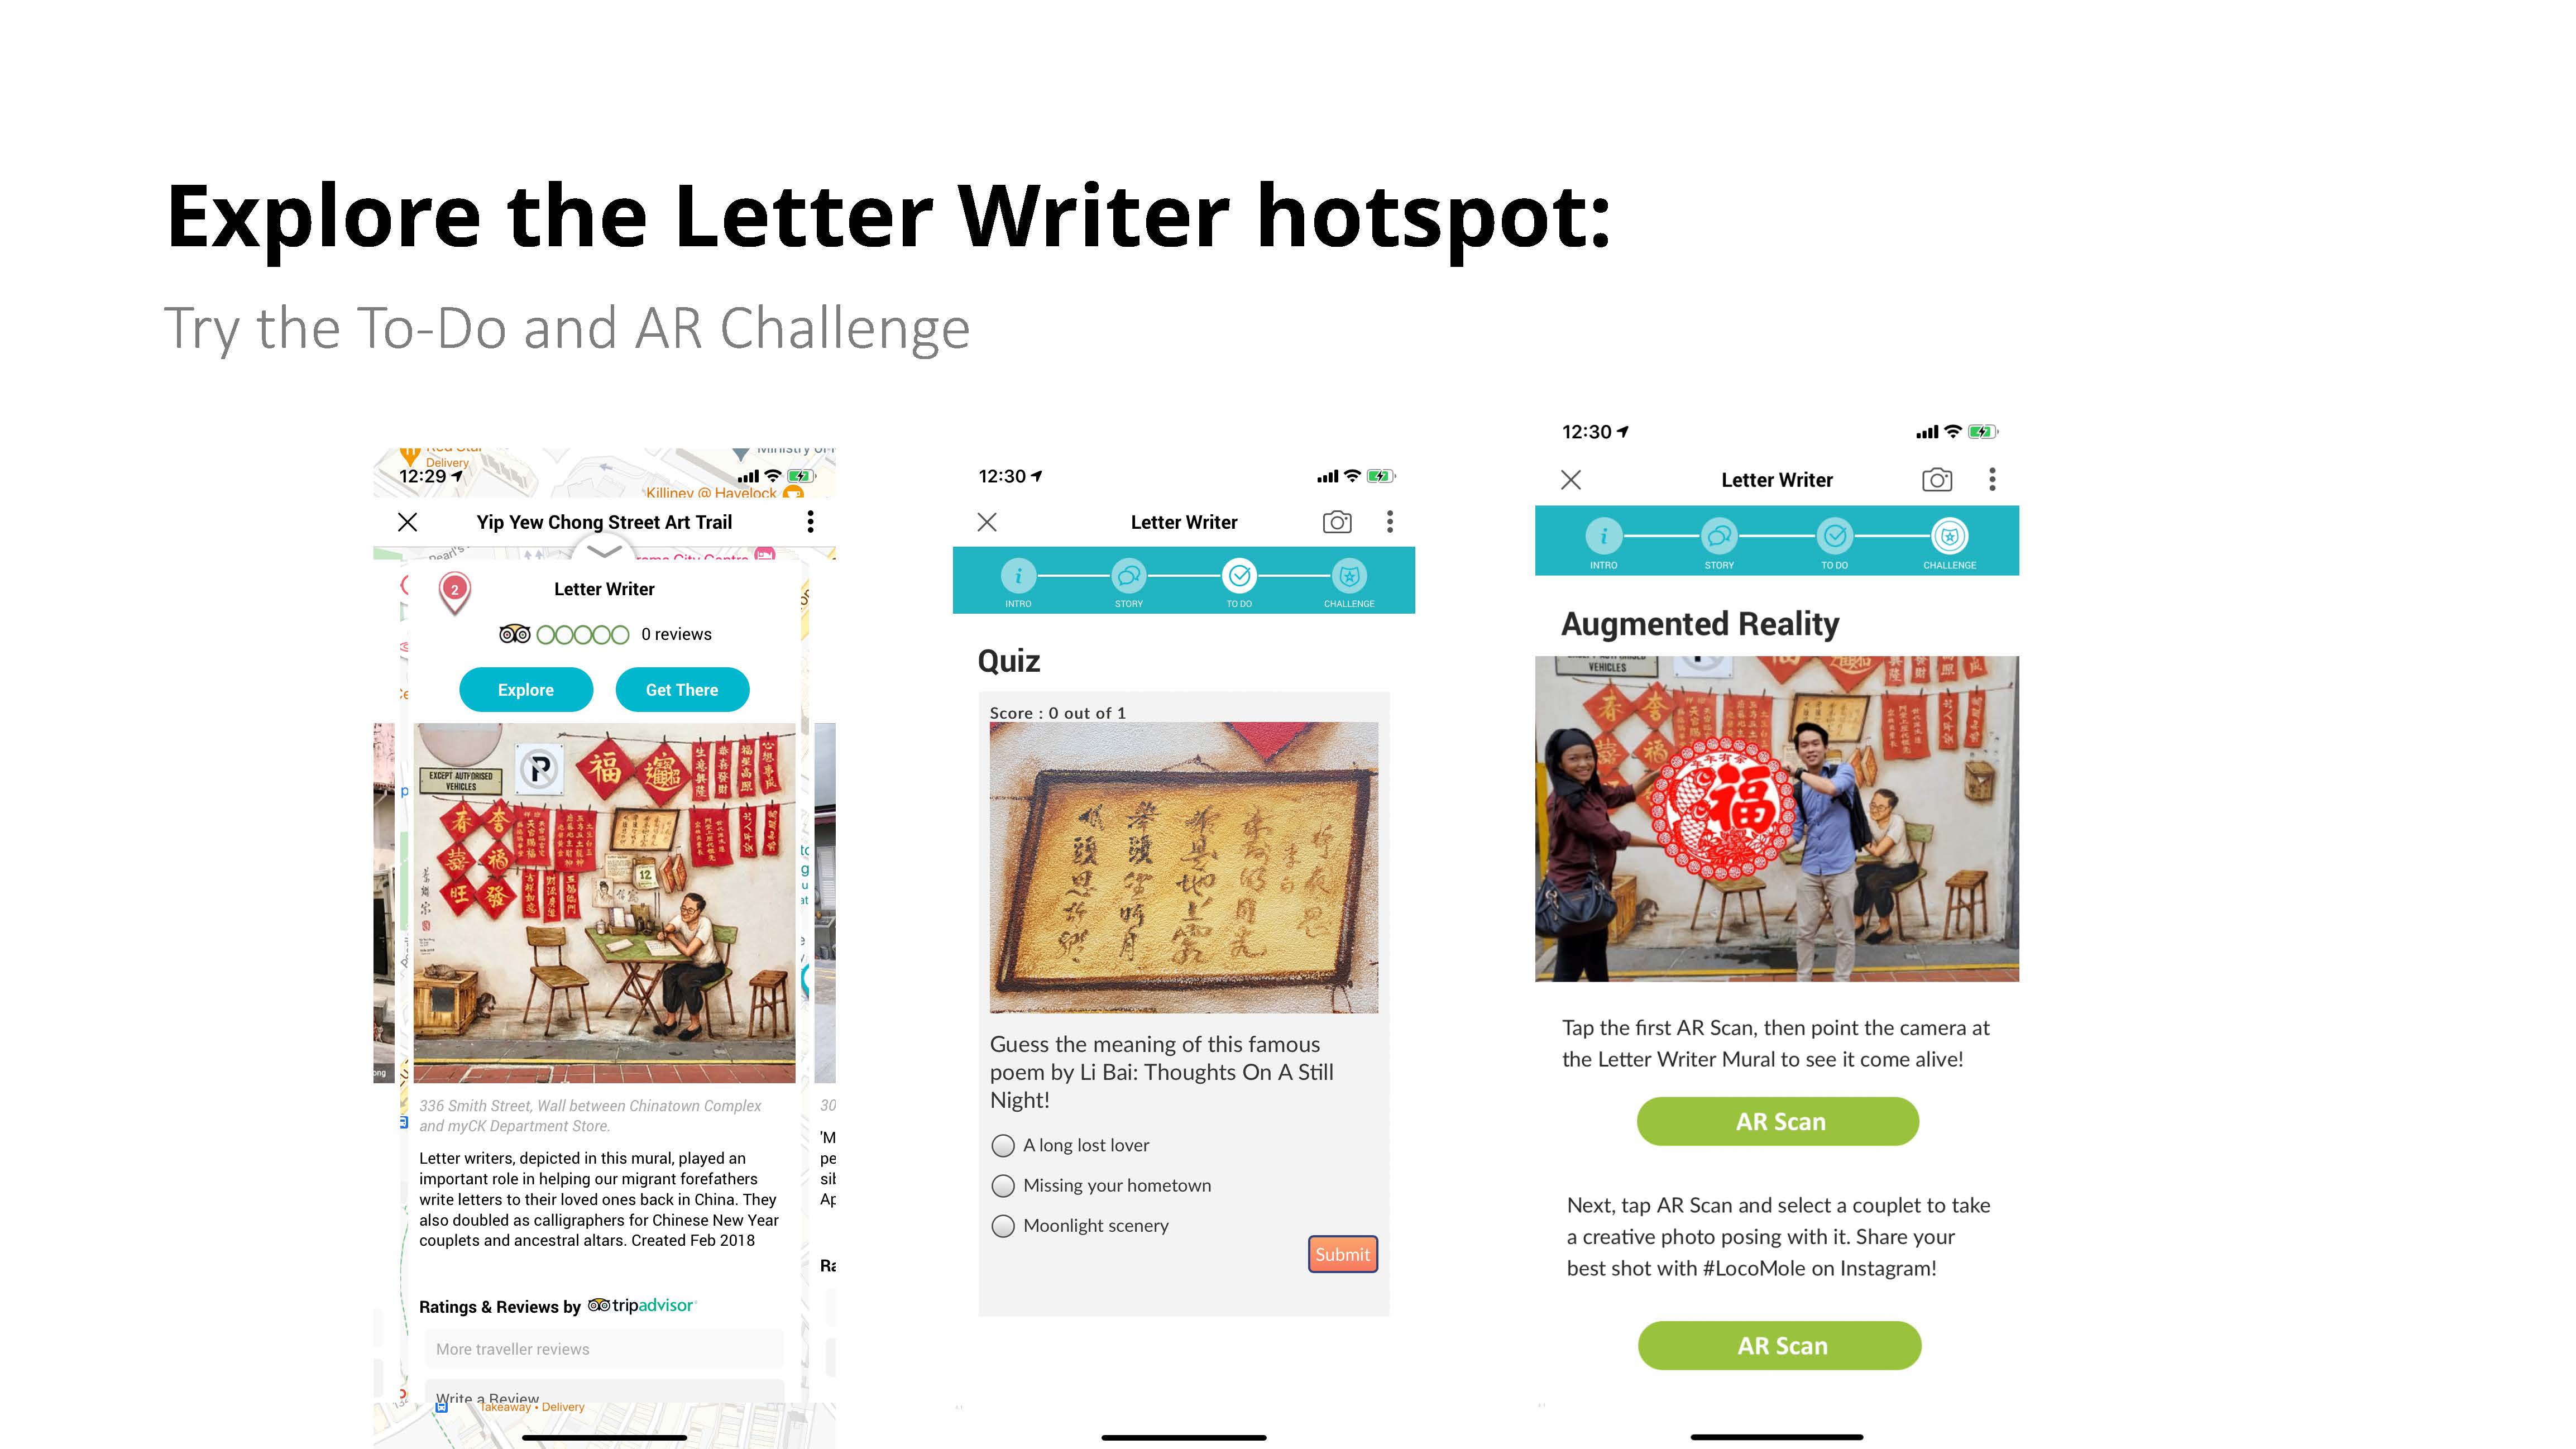 Explore the Letter Writer hotspot:
Try the To-Do and AR Challenge
Delivery
12:29
Killiney @ Havelock
Yip Yew Chong Street Art Trail
2
Letter Writer
0 reviews
Explore
Get There
EXCEPT AUTHORISED
VEHICLES
P
福
春
福
旺
發
12
336 Smith Street, Wall between Chinatown Complex
and myCK Department Store.
Letter writers, depicted in this mural, played an
important role in helping our migrant forefathers
write letters to their loved ones back in China. They
also doubled as calligraphers for Chinese New Year
couplets and ancestral altars. Created Feb 2018
Ratings & Reviews by tripadvisor
More traveller reviews
Write a Review
Takeaway • Delivery
12:30
Letter Writer
INTRO
STORY
TO DO
CHALLENGE
Quiz
Score : 0 out of 1
Guess the meaning of this famous
poem by Li Bai: Thoughts On A Still
Night!
A long lost lover
Missing your hometown
Moonlight scenery
Submit
12:30
Letter Writer
INTRO
STORY
TO DO
CHALLENGE
Augmented Reality
VEHICLES
福
Tap the first AR Scan, then point the camera at
the Letter Writer Mural to see it come alive!
AR Scan
Next, tap AR Scan and select a couplet to take
a creative photo posing with it. Share your
best shot with #LocoMole on Instagram!
AR Scan